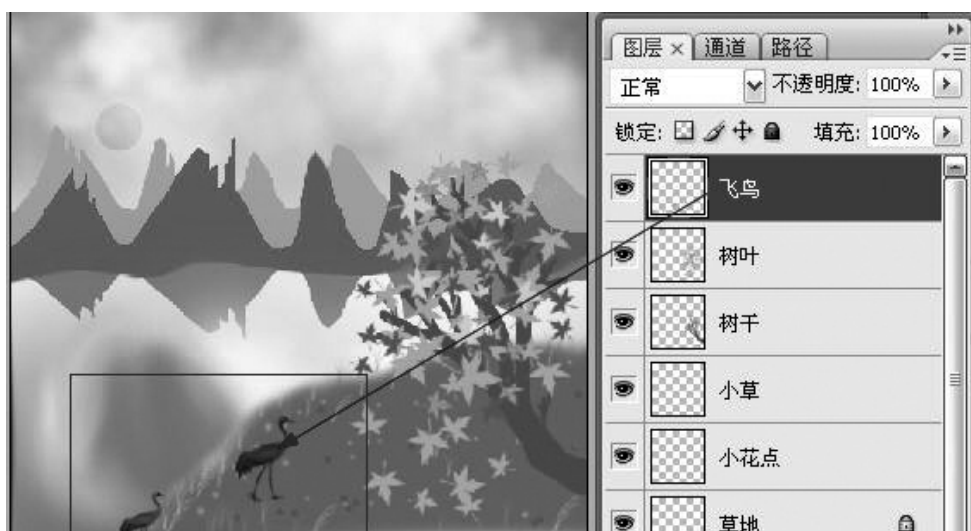 图层 × 通道 路径
正常 不透明度: 100%
锁定: 填充: 100%
飞鸟
树叶
树干
小草
小花点
草地